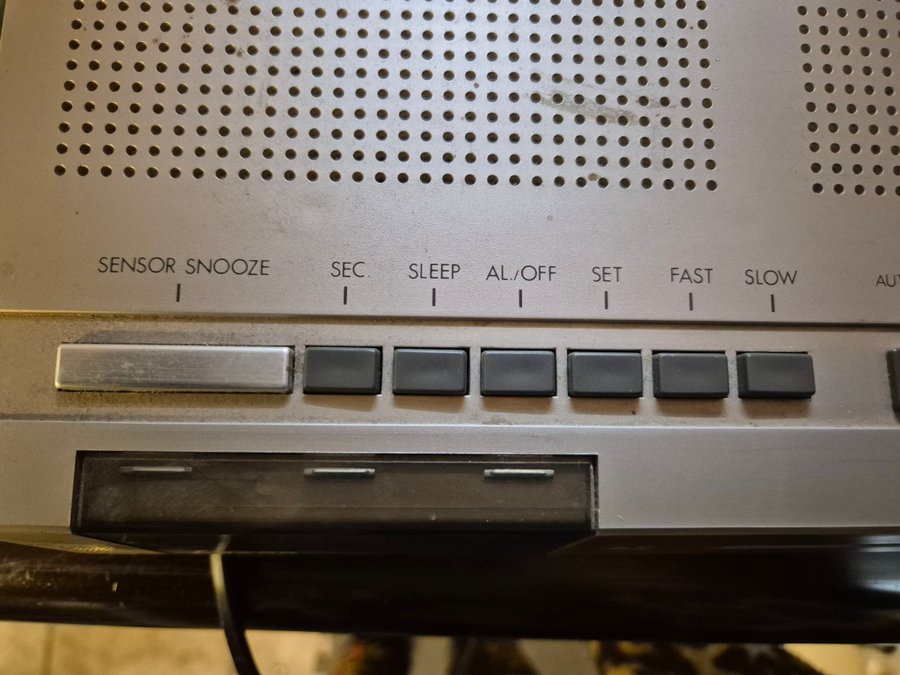 SENSOR SNOOZE SEC. SLEEP AL./OFF SET FAST SLOW